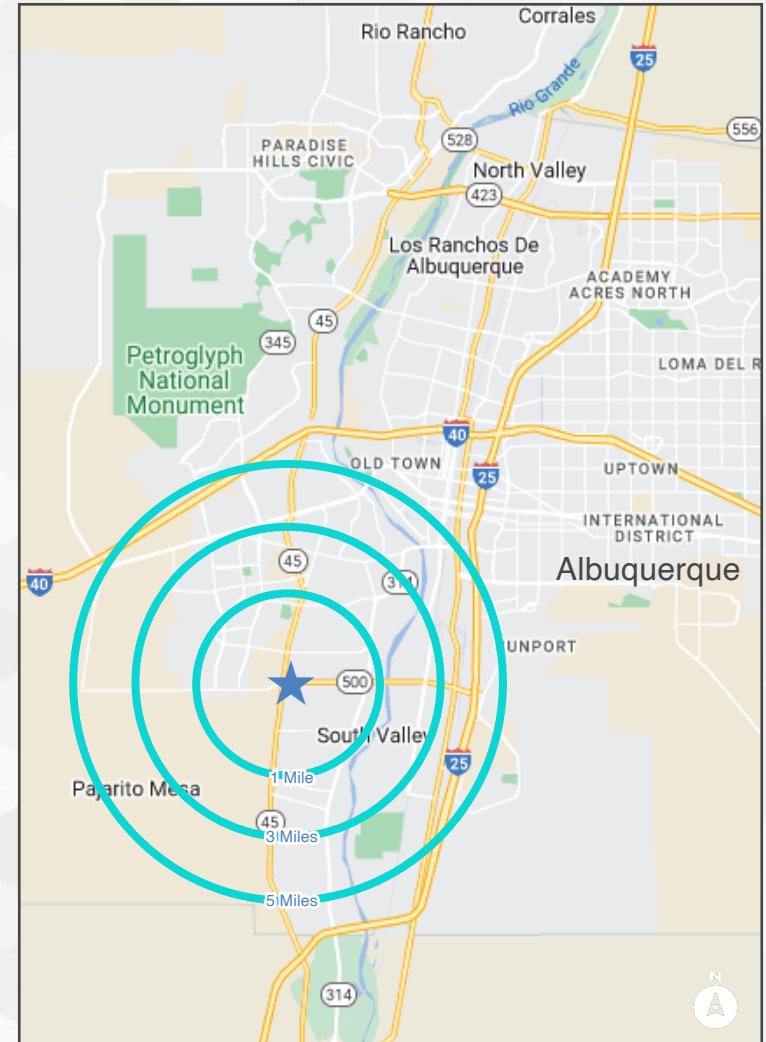 Corrales
Rio Rancho
25
Rio Grande
556
528
PARADISE
HILLS CIVIC
North Valley
423
Los Ranchos De
Albuquerque
ACADEMY
ACRES NORTH
45
345
Petroglyph
National
Monument
LOMA DEL R
40
OLD TOWN
25
UPTOWN
INTERNATIONAL
DISTRICT
45
Albuquerque
40
314
SUNPORT
500
South Valley
25
1 Mile
Pajarito Mesa
45
3 Miles
5 Miles
N
314